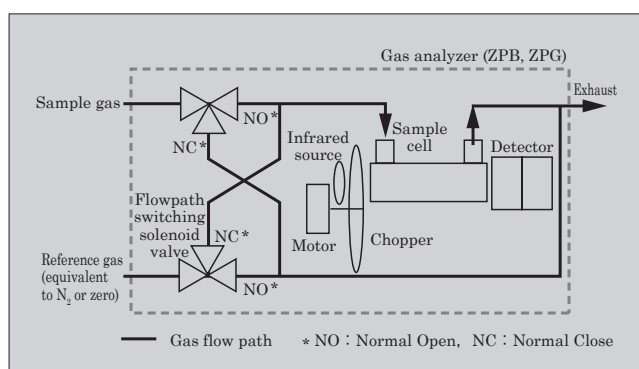 Gas analyzer (ZPB, ZPG)
Exhaust
Sample gas
NO*
NC*
Infrared
source
Sample
cell
Detector
Flowpath
switching
solenoid
valve
NC*
Motor
Chopper
Reference gas
(equivalent
to N₂ or zero)
NO*
Gas flow path
* NO : Normal Open, NC : Normal Close